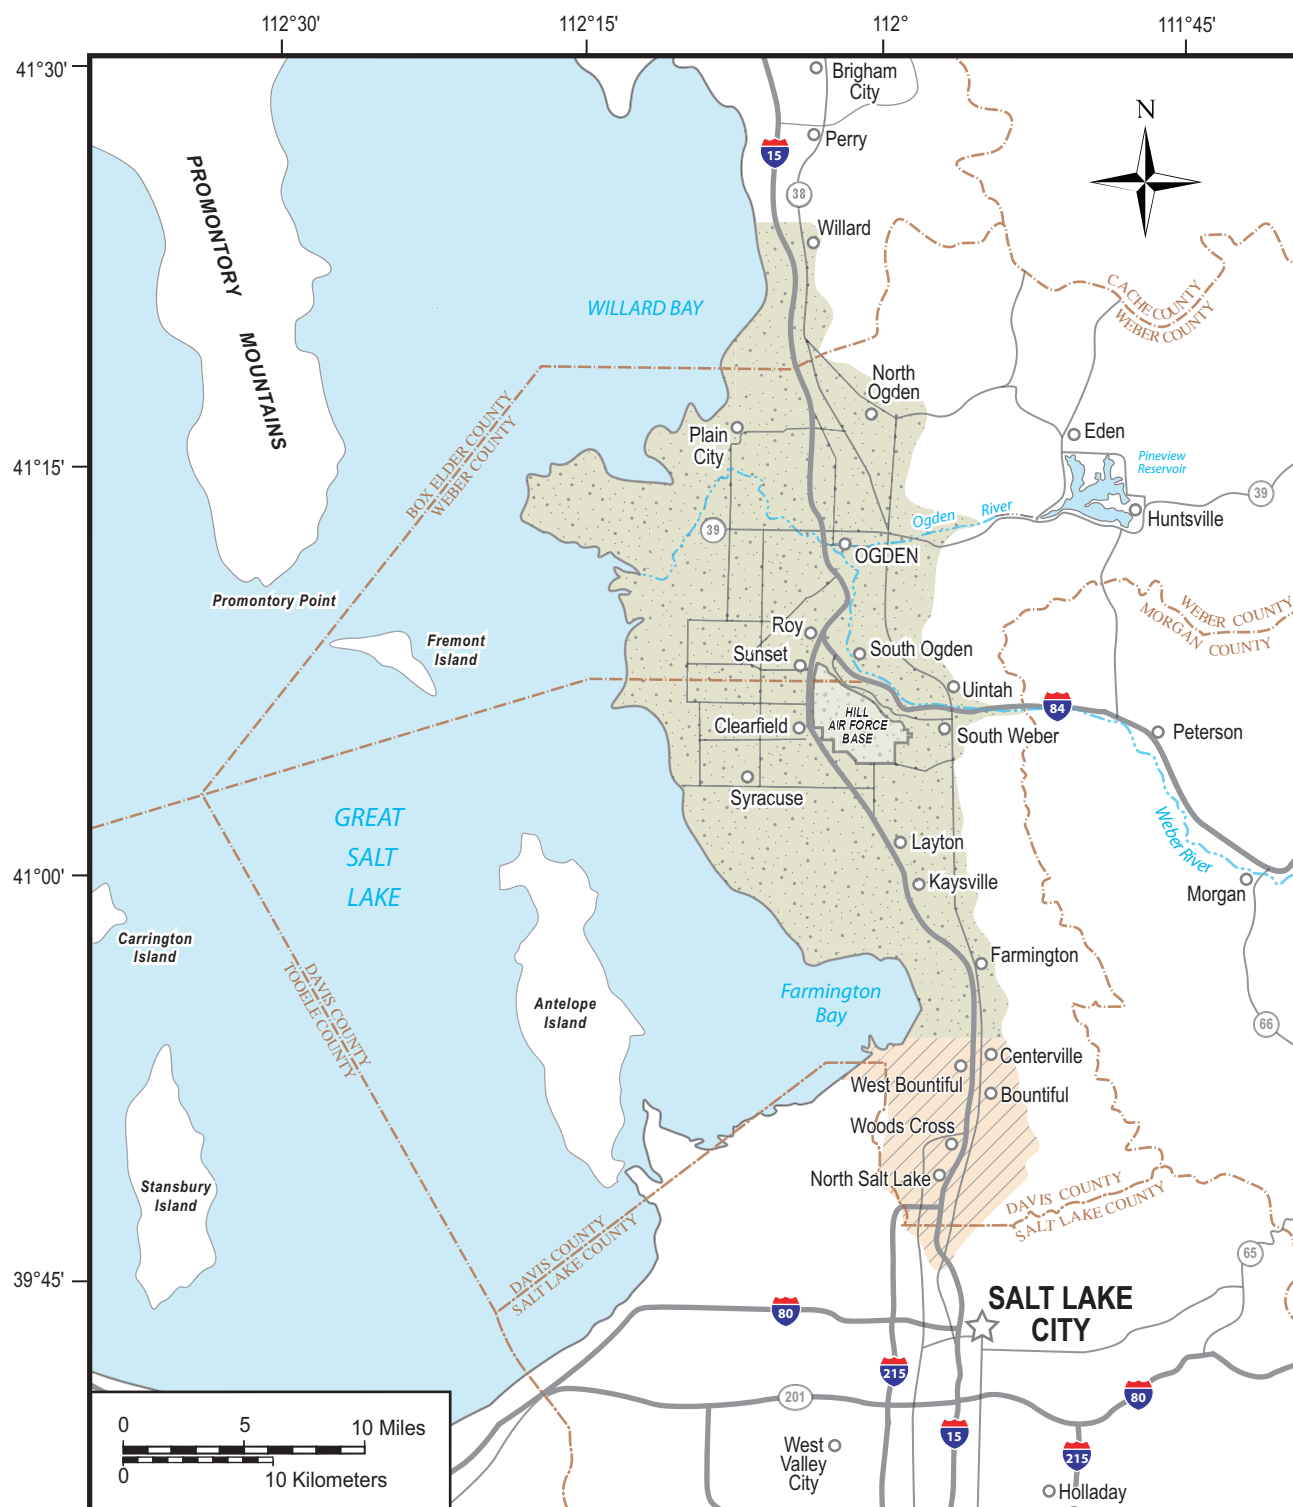 112°30'
112°15'
112°
111°45'
41°30'
41°15'
41°00'
39°45'
Brigham
City
Perry
15
38
Willard
N
PROMONTORY
MOUNTAINS
WILLARD BAY
CACHE COUNTY
WEBER COUNTY
North
Ogden
Plain
City
Eden
Pineview
Reservoir
39
Huntsville
BOX ELDER COUNTY
WEBER COUNTY
Ogden River
39
OGDEN
Promontory Point
Fremont
Island
Roy
Sunset
South Ogden
WEBER COUNTY
MORGAN COUNTY
Uintah
84
HILL
AIR FORCE
BASE
Clearfield
South Weber
Peterson
Syracuse
GREAT
SALT
LAKE
Layton
Weber River
Kaysville
Morgan
Carrington
Island
DAVIS COUNTY
TOOELE COUNTY
Farmington
Antelope
Island
Farmington
Bay
66
Centerville
West Bountiful
Bountiful
Woods Cross
North Salt Lake
Stansbury
Island
DAVIS COUNTY
SALT LAKE COUNTY
DAVIS COUNTY
SALT LAKE COUNTY
65
80
SALT LAKE
CITY
215
201
80
15
215
West
Valley
City
Holladay
0 5 10 Miles
0 10 Kilometers